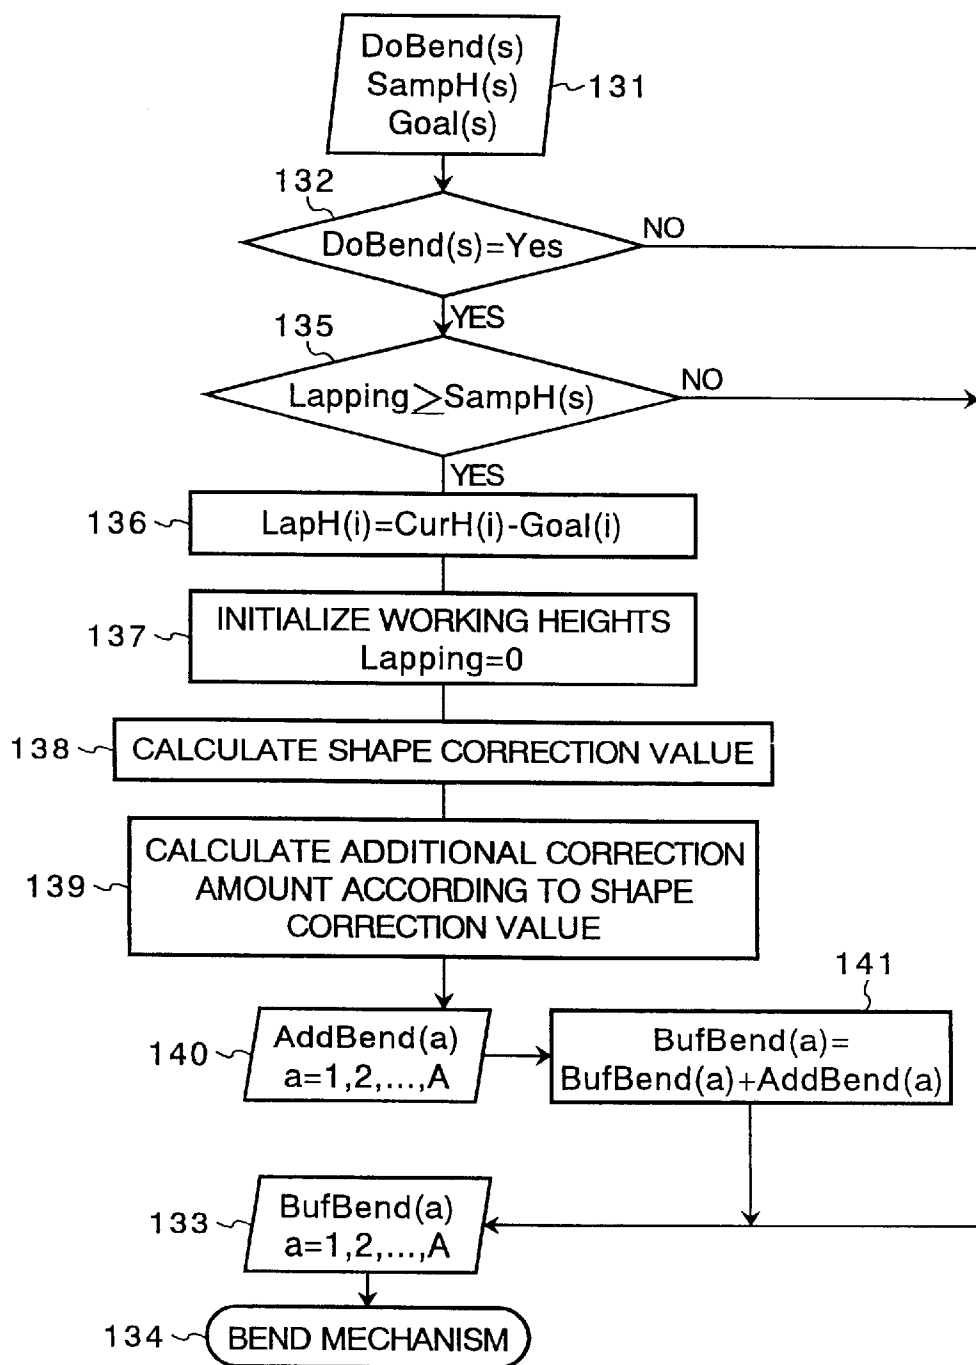 DoBend(s)
SampH(s)
Goal(s)
131
132
DoBend(s)=Yes
NO
YES
135
Lapping≥SampH(s)
NO
YES
136
LapH(i)=CurH(i)-Goal(i)
137
INITIALIZE WORKING HEIGHTS
Lapping=0
138
CALCULATE SHAPE CORRECTION VALUE
139
CALCULATE ADDITIONAL CORRECTION
AMOUNT ACCORDING TO SHAPE
CORRECTION VALUE
140
AddBend(a)
a=1,2,...,A
141
BufBend(a)=
BufBend(a)+AddBend(a)
133
BufBend(a)
a=1,2,...,A
134
BEND MECHANISM